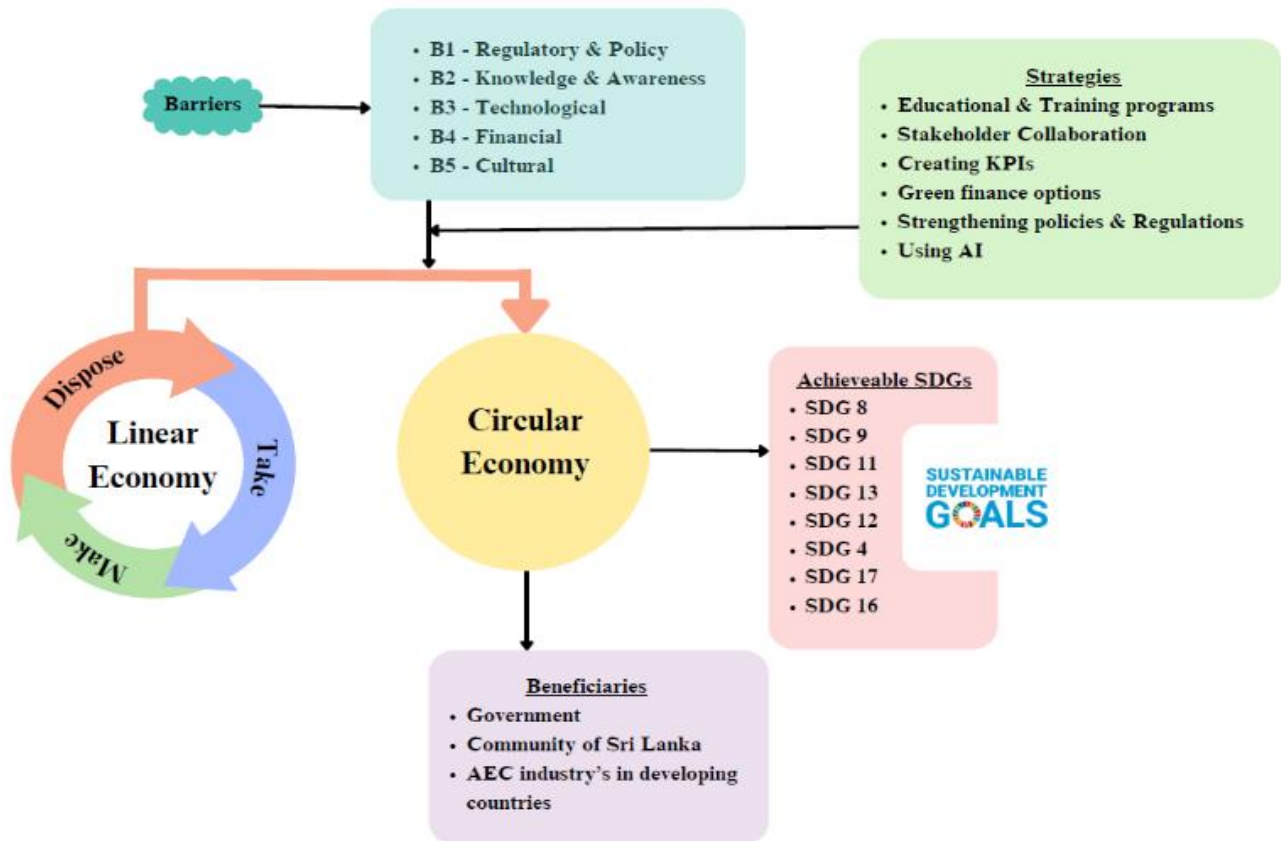 Barriers
• B1 - Regulatory & Policy
• B2 - Knowledge & Awareness
• B3 - Technological
• B4 - Financial
• B5 - Cultural
Strategies
• Educational & Training programs
• Stakeholder Collaboration
• Creating KPIs
• Green finance options
• Strengthening policies & Regulations
• Using AI
Dispose
Take
Make
Linear
Economy
Circular
Economy
Achieveable SDGs
• SDG 8
• SDG 9
• SDG 11
• SDG 13
• SDG 12
• SDG 4
• SDG 17
• SDG 16
SUSTAINABLE
DEVELOPMENT
GOALS
Beneficiaries
• Government
• Community of Sri Lanka
• AEC industry's in developing
countries